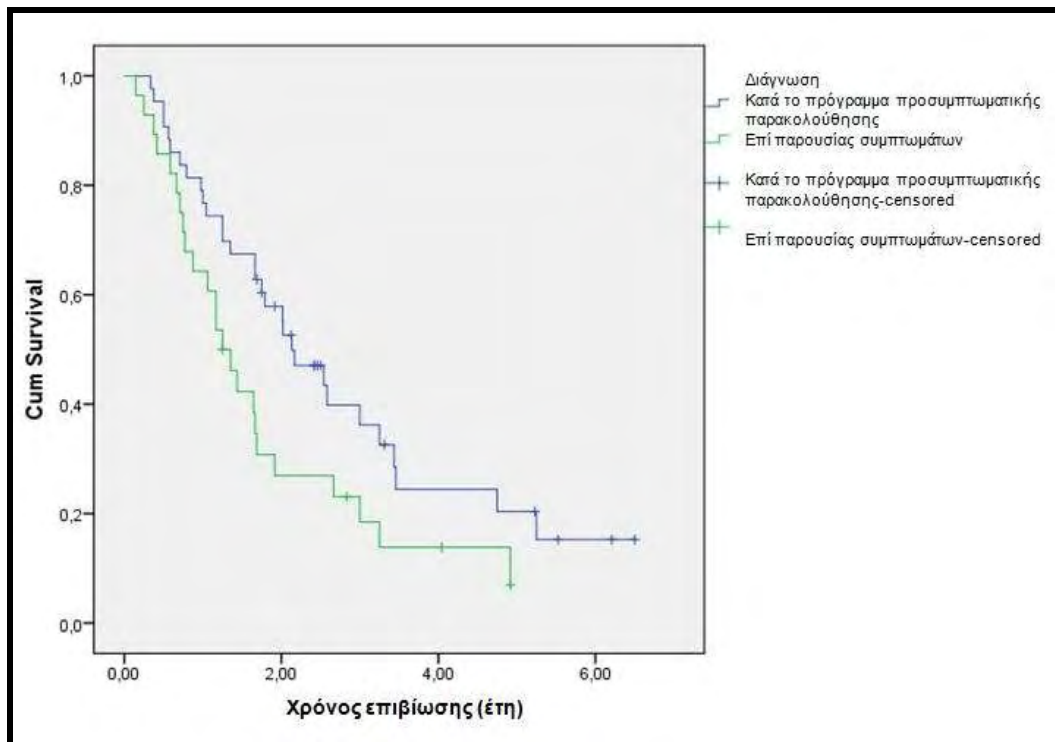 Διάγνωση
Κατά το πρόγραμμα προσυμπτωματικής
παρακολούθησης
Επί παρουσίας συμπτωμάτων
Κατά το πρόγραμμα προσυμπτωματικής
παρακολούθησης-censored
Επί παρουσίας συμπτωμάτων-censored
Cum Survival
1,0
0,8
0,6
0,4
0,2
0,0
0,00
2,00
4,00
6,00
Χρόνος επιβίωσης (έτη)